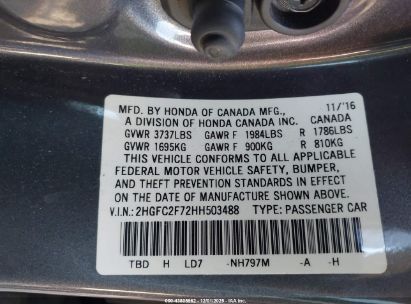 MFD. BY HONDA OF CANADA MFG., 11/'16
A DIVISION OF HONDA CANADA INC. CANADA
GVWR 3737LBS GAWR F 1984LBS R 1786LBS
GVWR 1695KG GAWR F 900KG R 810KG
THIS VEHICLE CONFORMS TO ALL APPLICABLE
FEDERAL MOTOR VEHICLE SAFETY, BUMPER,
AND THEFT PREVENTION STANDARDS IN EFFECT
ON THE DATE OF MANUFACTURE SHOWN ABOVE.
V.I.N.: 2HGFC2F72HH503488 TYPE: PASSENGER CAR
TBD H LD7 -NH797M -A -H